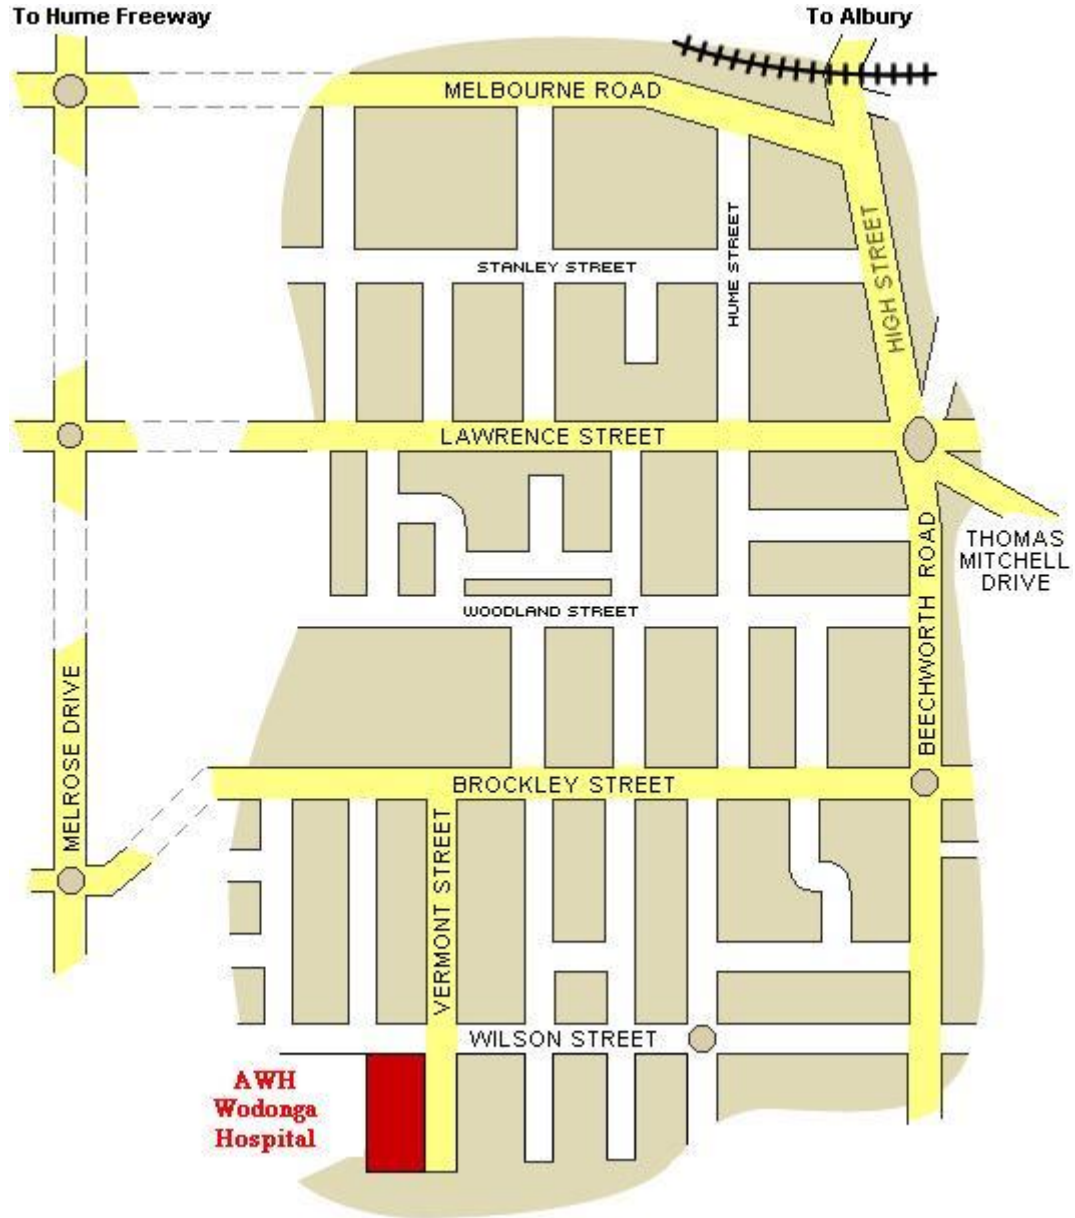 To Hume Freeway
To Albury
MELBOURNE ROAD
HUME STREET
HIGH STREET
STANLEY STREET
LAWRENCE STREET
THOMAS
MITCHELL
DRIVE
BEECHWORTH ROAD
WOODLAND STREET
MELROSE DRIVE
BROCKLEY STREET
VERMONT STREET
WILSON STREET
AWH
Wodonga
Hospital